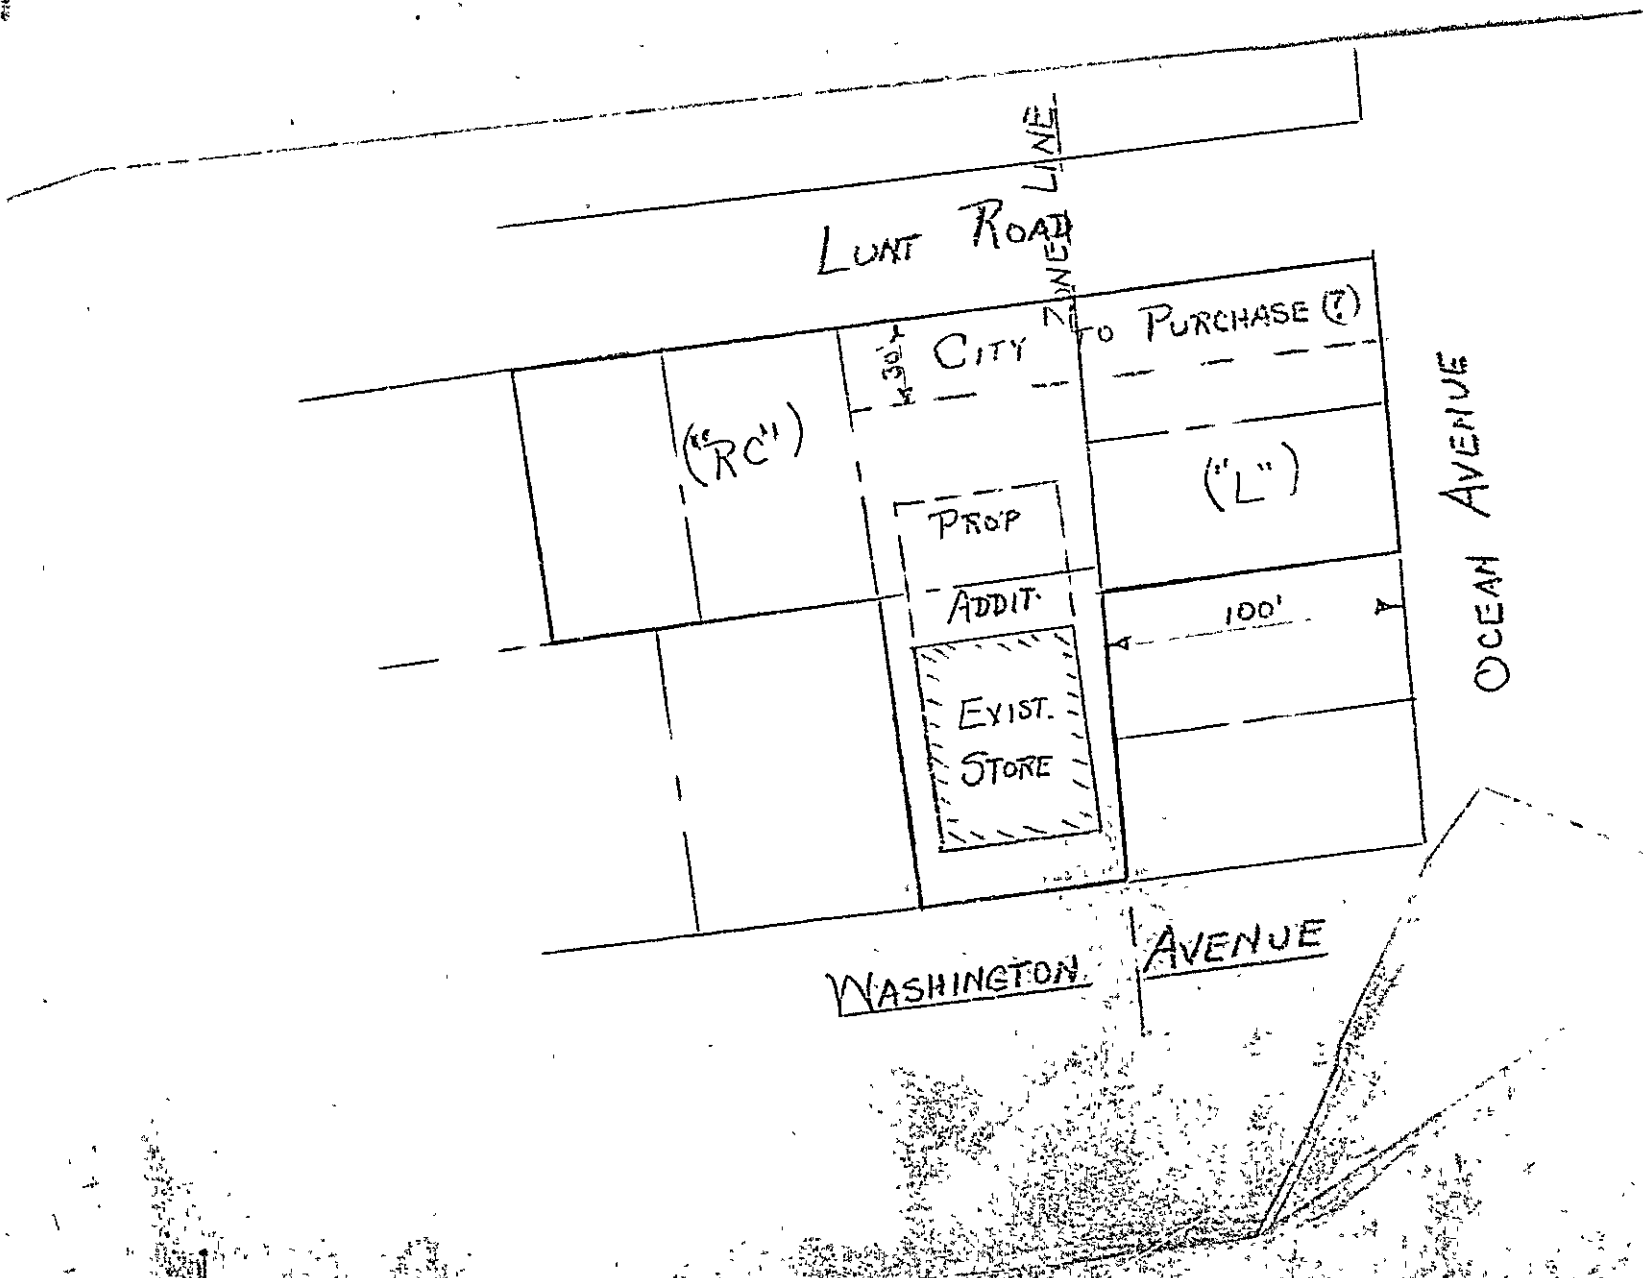 ZONE LINE
LUNT ROAD
CITY TO PURCHASE (?)
30'±
("RC")
("L")
PROP
ADDIT.
100'
EXIST.
STORE
OCEAN AVENUE
WASHINGTON AVENUE